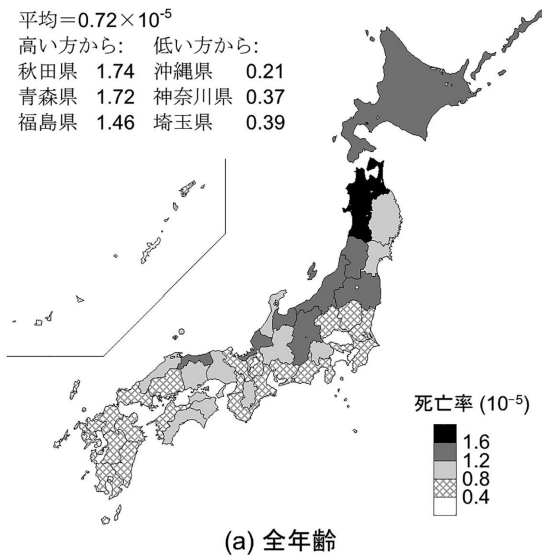 平均＝0.72×10⁻⁵
高い方から: 低い方から:
秋田県 1.74 沖縄県 0.21
青森県 1.72 神奈川県 0.37
福島県 1.46 埼玉県 0.39
死亡率 (10⁻⁵)
1.6
1.2
0.8
0.4
(a) 全年齢